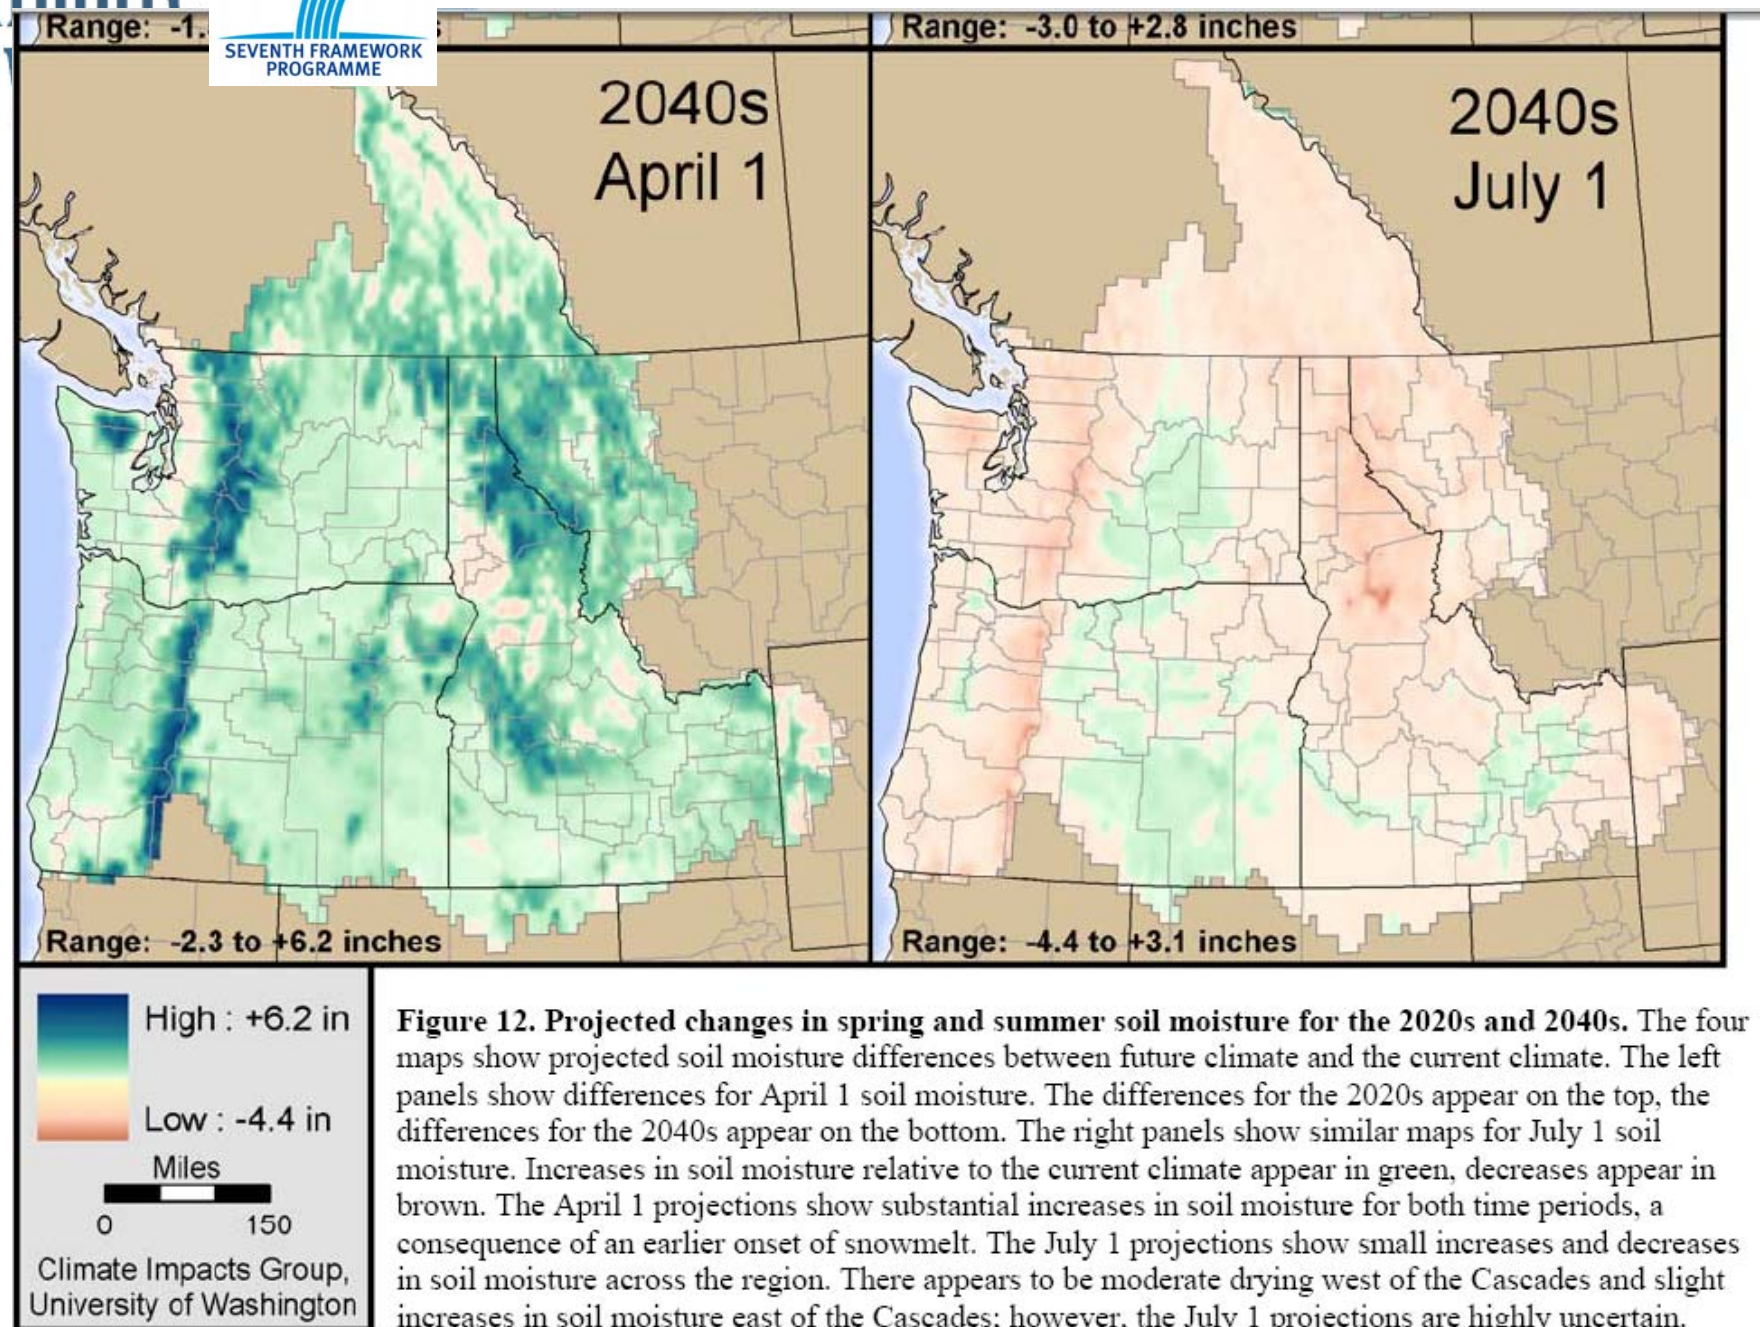 Range: -1.
Range: -3.0 to +2.8 inches
SEVENTH FRAMEWORK
PROGRAMME
2040s
April 1
2040s
July 1
Range: -2.3 to +6.2 inches
Range: -4.4 to +3.1 inches
High : +6.2 in
Low : -4.4 in
Miles
0 150
Climate Impacts Group,
University of Washington
Figure 12. Projected changes in spring and summer soil moisture for the 2020s and 2040s. The four
maps show projected soil moisture differences between future climate and the current climate. The left
panels show differences for April 1 soil moisture. The differences for the 2020s appear on the top, the
differences for the 2040s appear on the bottom. The right panels show similar maps for July 1 soil
moisture. Increases in soil moisture relative to the current climate appear in green, decreases appear in
brown. The April 1 projections show substantial increases in soil moisture for both time periods, a
consequence of an earlier onset of snowmelt. The July 1 projections show small increases and decreases
in soil moisture across the region. There appears to be moderate drying west of the Cascades and slight
increases in soil moisture east of the Cascades; however, the July 1 projections are highly uncertain.